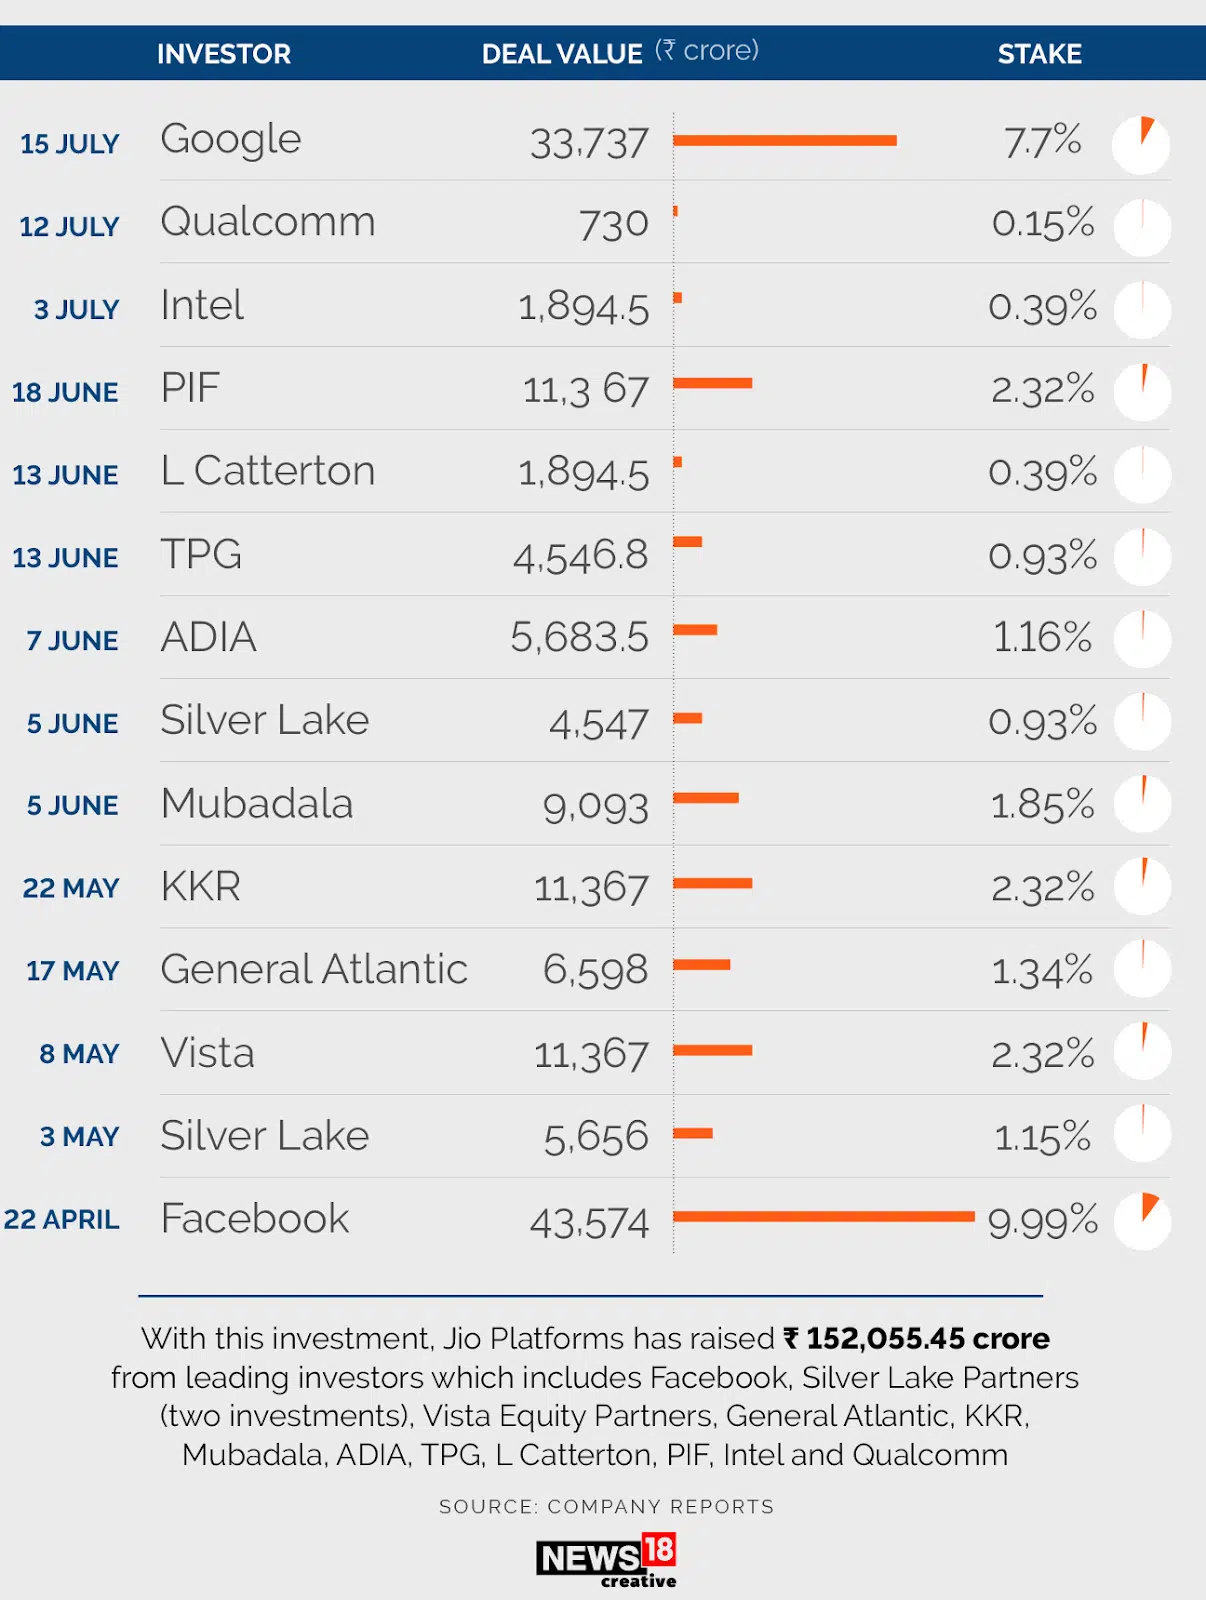 INVESTOR DEAL VALUE (₹ crore) STAKE
15 JULY Google 33,737 7.7%
12 JULY Qualcomm 730 0.15%
3 JULY Intel 1,894.5 0.39%
18 JUNE PIF 11,3 67 2.32%
13 JUNE L Catterton 1,894.5 0.39%
13 JUNE TPG 4,546.8 0.93%
7 JUNE ADIA 5,683.5 1.16%
5 JUNE Silver Lake 4,547 0.93%
5 JUNE Mubadala 9,093 1.85%
22 MAY KKR 11,367 2.32%
17 MAY General Atlantic 6,598 1.34%
8 MAY Vista 11,367 2.32%
3 MAY Silver Lake 5,656 1.15%
22 APRIL Facebook 43,574 9.99%
With this investment, Jio Platforms has raised ₹ 152,055.45 crore
from leading investors which includes Facebook, Silver Lake Partners
(two investments), Vista Equity Partners, General Atlantic, KKR,
Mubadala, ADIA, TPG, L Catterton, PIF, Intel and Qualcomm
SOURCE: COMPANY REPORTS
NEWS18
creative